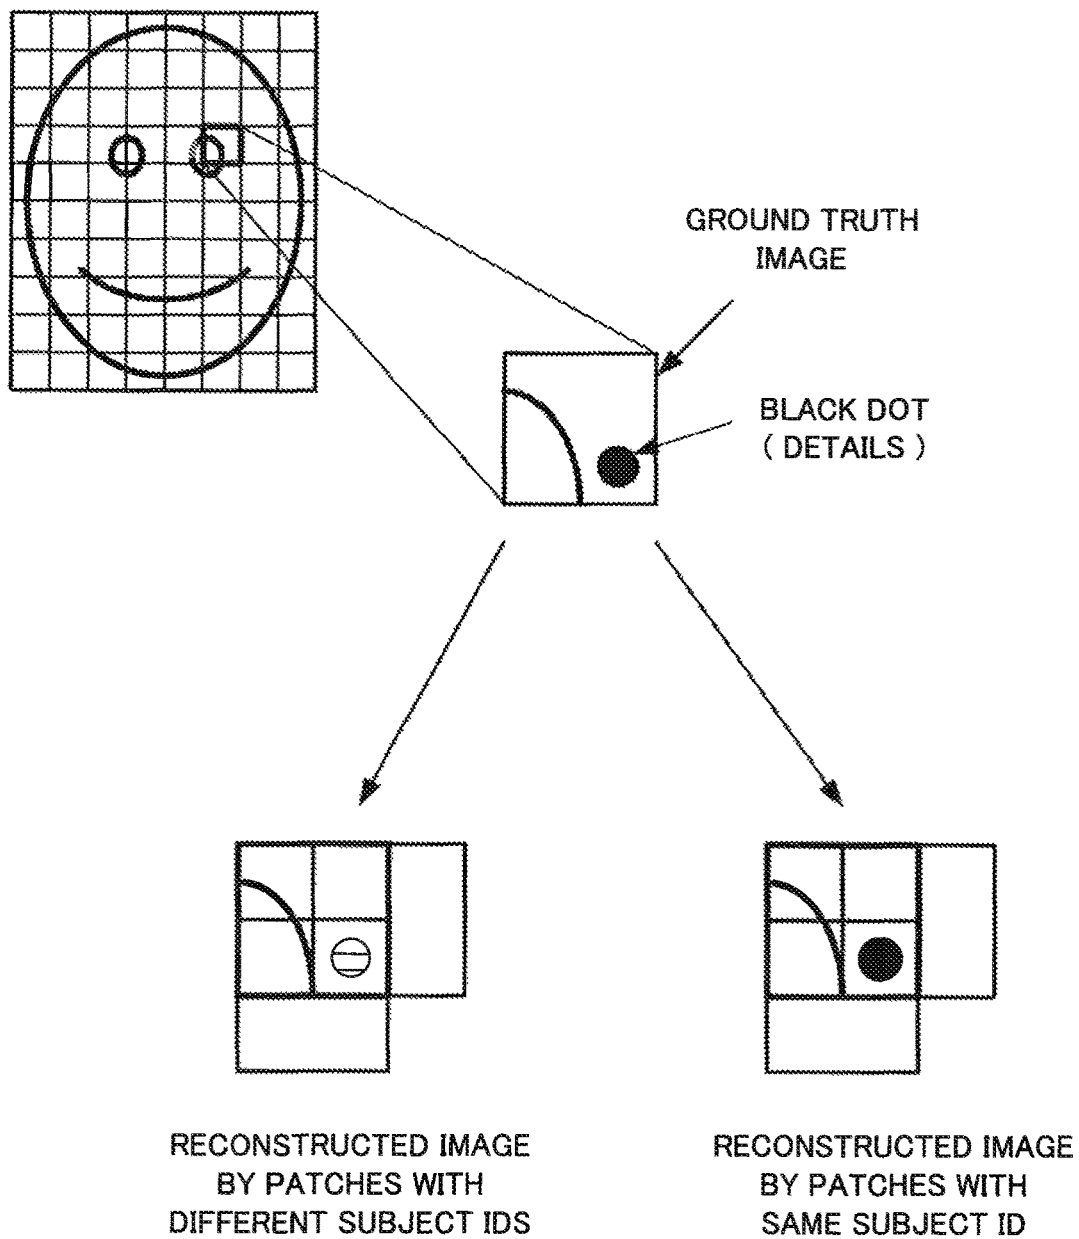 GROUND TRUTH
IMAGE
BLACK DOT
( DETAILS )
RECONSTRUCTED IMAGE
BY PATCHES WITH
DIFFERENT SUBJECT IDS
RECONSTRUCTED IMAGE
BY PATCHES WITH
SAME SUBJECT ID